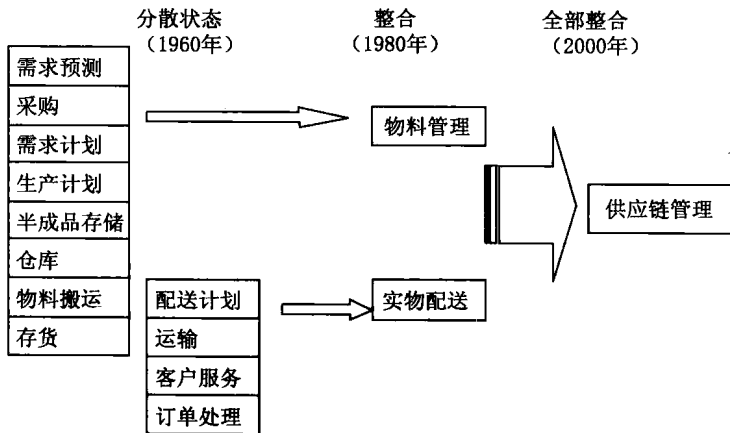 分散状态
（1960年）
整合
（1980年）
全部整合
（2000年）
需求预测
采购
需求计划
生产计划
半成品存储
仓库
物料搬运
存货
配送计划
运输
客户服务
订单处理
物料管理
实物配送
供应链管理